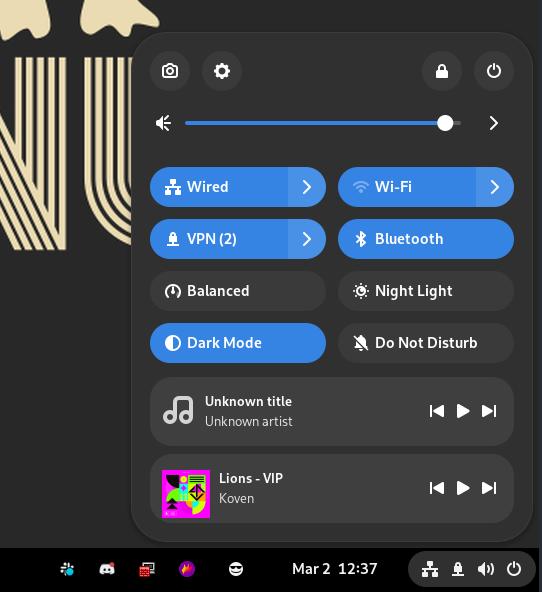 NU
Wired
Wi-Fi
VPN (2)
Bluetooth
Balanced
Night Light
Dark Mode
Do Not Disturb
Unknown title
Unknown artist
Lions - VIP
Koven
Mar 2 12:37